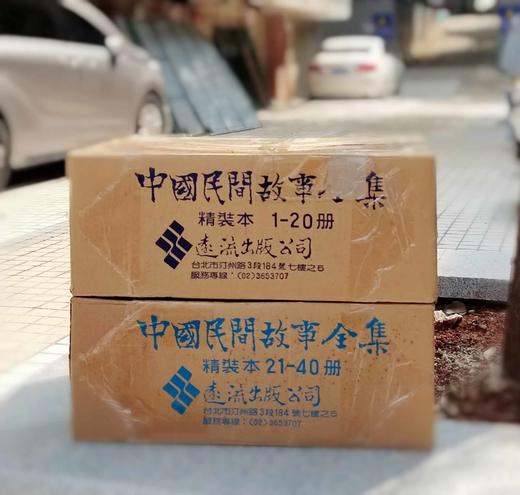 中國民間故事全集
精裝本 1-20册
遠流出版公司
台北市汀州路3段184號七樓之5
服務專線：(02)3653707
中國民間故事全集
精裝本 21-40册
遠流出版公司
台北市汀州路3段184號七樓之5
服務專線：(02)3653707